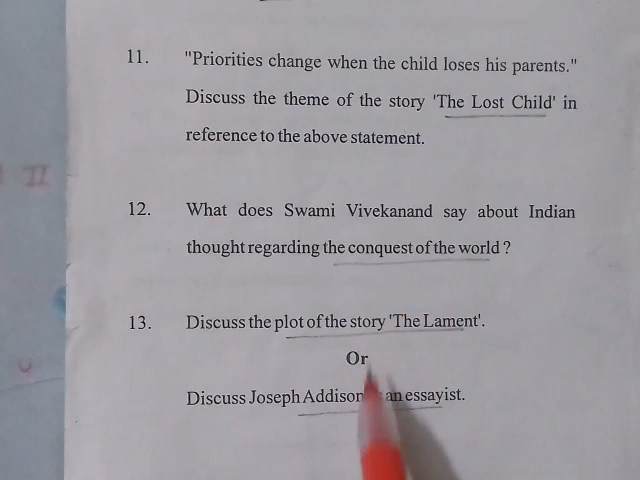 11. "Priorities change when the child loses his parents."
Discuss the theme of the story 'The Lost Child' in
reference to the above statement.
12. What does Swami Vivekanand say about Indian
thought regarding the conquest of the world ?
13. Discuss the plot of the story 'The Lament'.
Or
Discuss Joseph Addison an essayist.
II